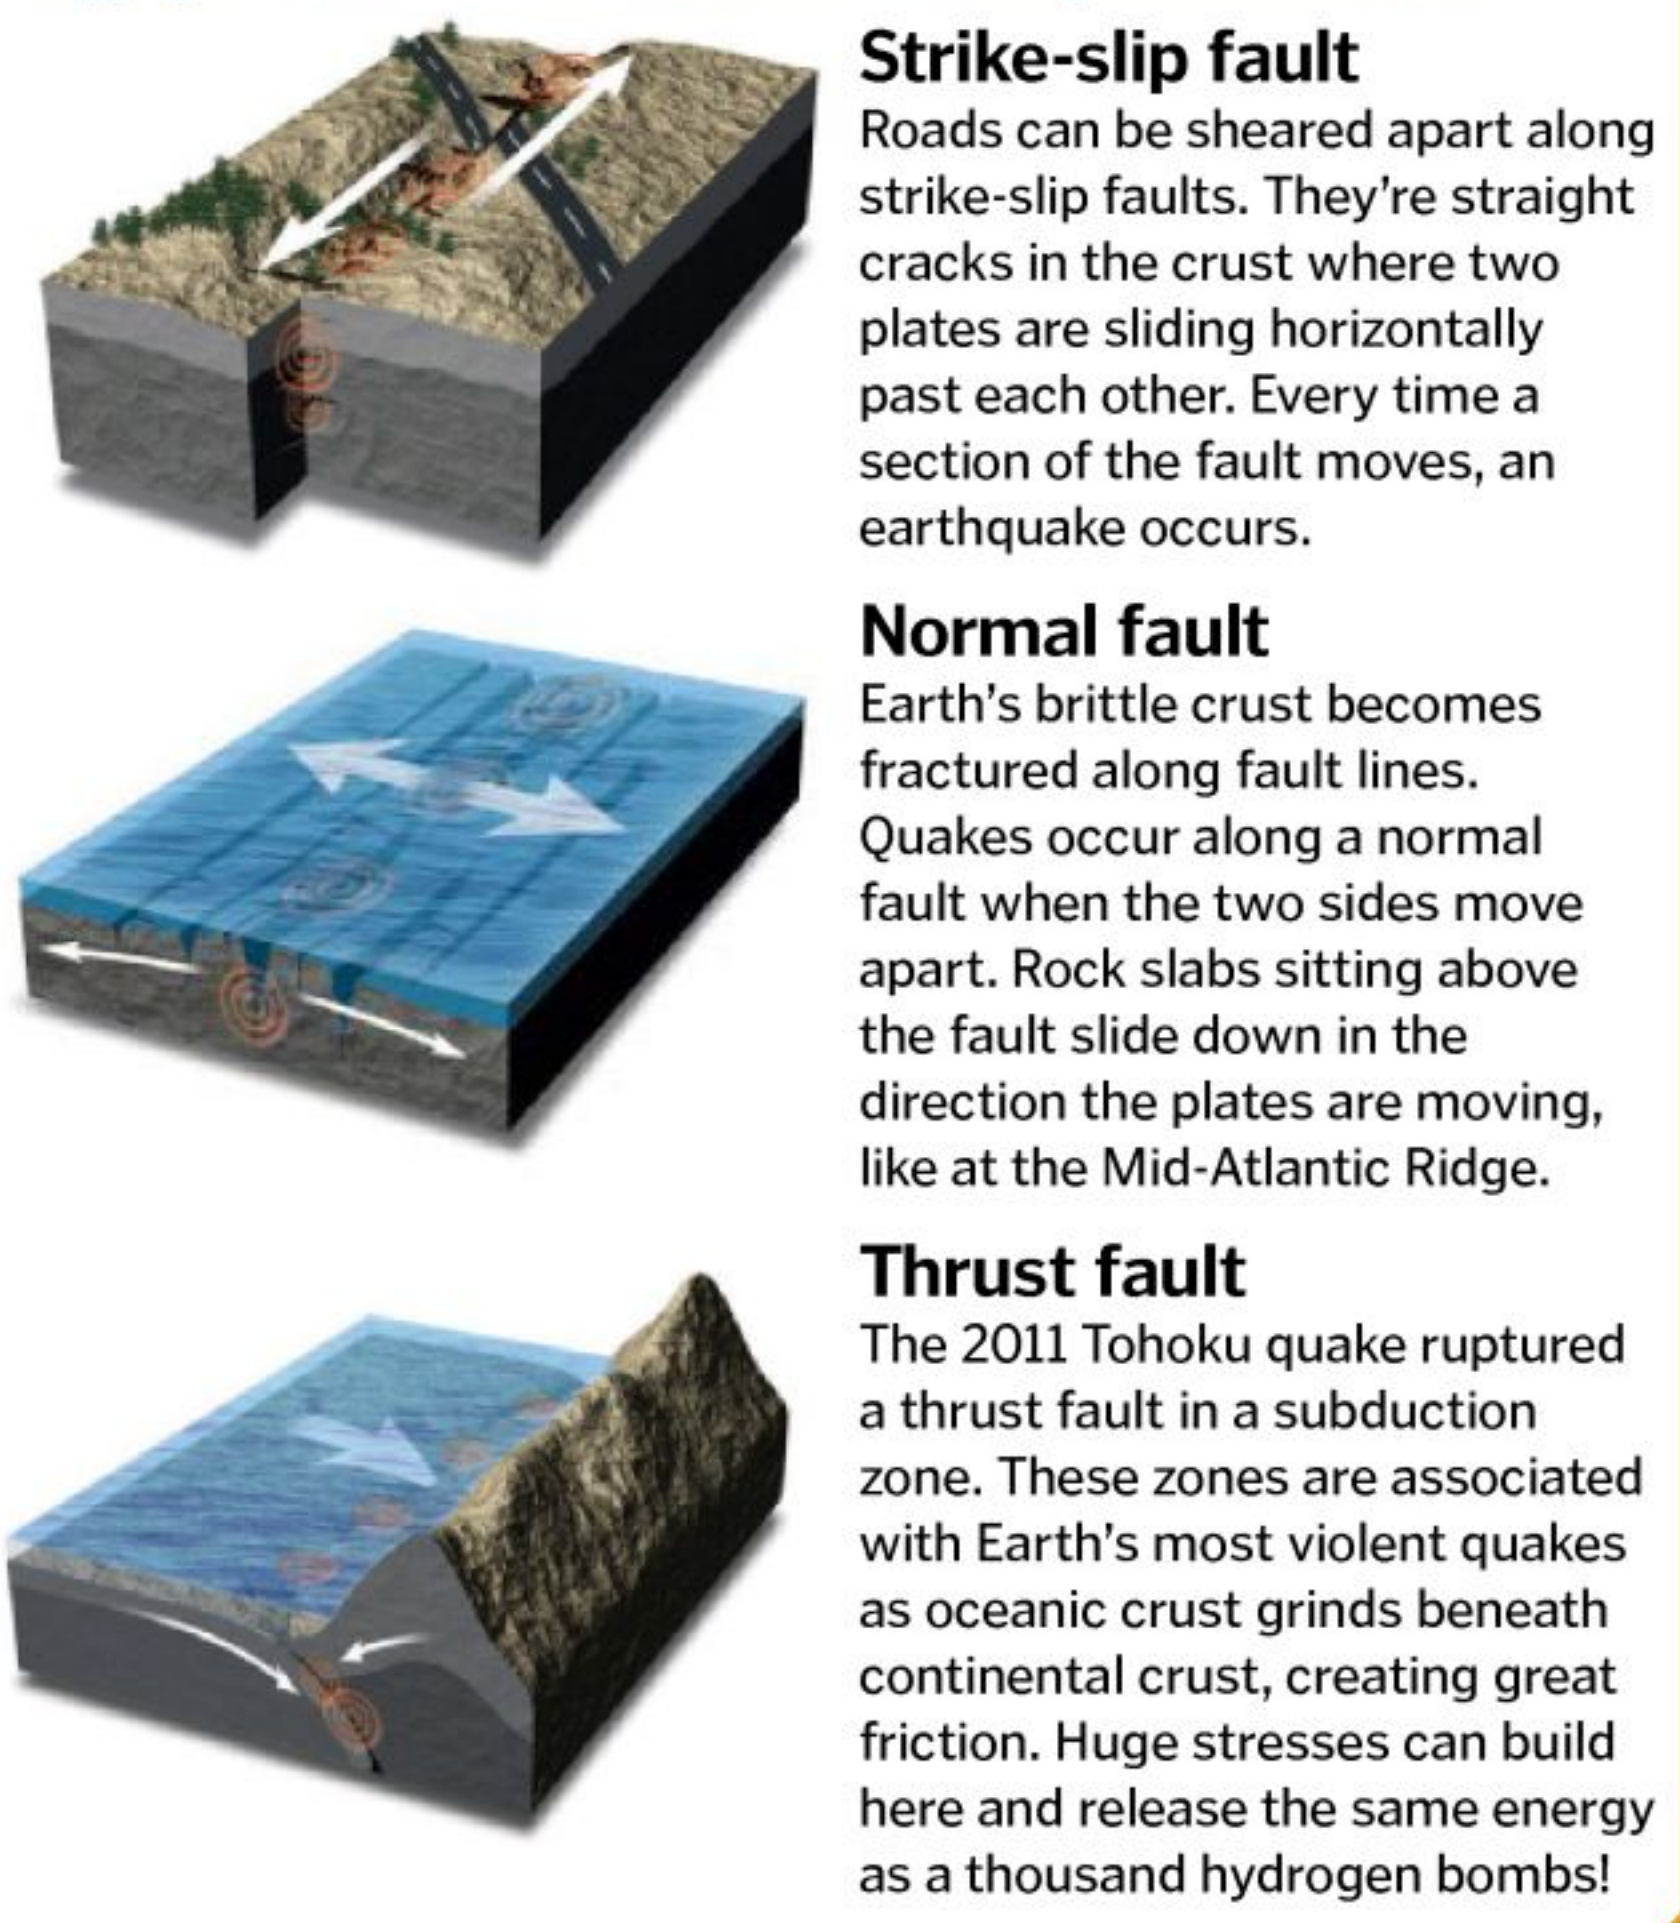 Strike-slip fault
Roads can be sheared apart along
strike-slip faults. They’re straight
cracks in the crust where two
plates are sliding horizontally
past each other. Every time a
section of the fault moves, an
earthquake occurs.
Normal fault
Earth’s brittle crust becomes
fractured along fault lines.
Quakes occur along a normal
fault when the two sides move
apart. Rock slabs sitting above
the fault slide down in the
direction the plates are moving,
like at the Mid-Atlantic Ridge.
Thrust fault
The 2011 Tohoku quake ruptured
a thrust fault in a subduction
zone. These zones are associated
with Earth’s most violent quakes
as oceanic crust grinds beneath
continental crust, creating great
friction. Huge stresses can build
here and release the same energy
as a thousand hydrogen bombs!